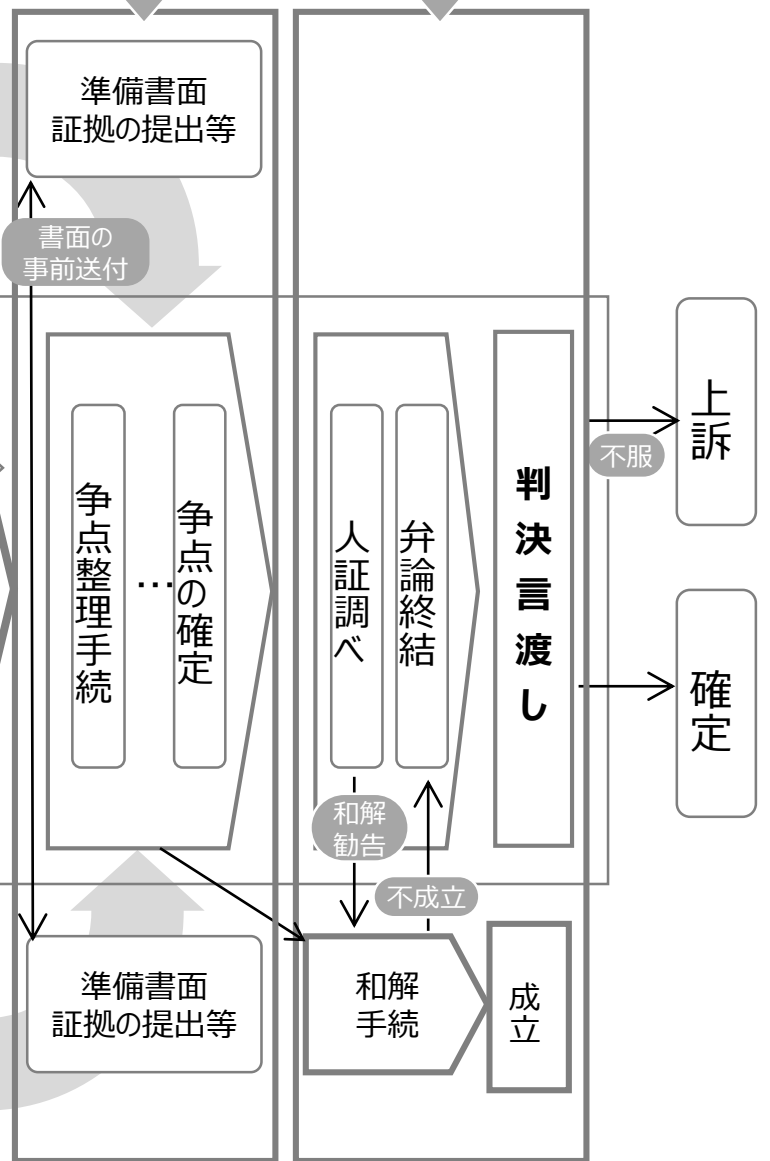 準備書面
証拠の提出等
書面の
事前送付
争点整理手続
…
争点の確定
人証調べ
弁論終結
判決言渡し
不服
上訴
確定
和解
勧告
不成立
準備書面
証拠の提出等
和解
手続
成立